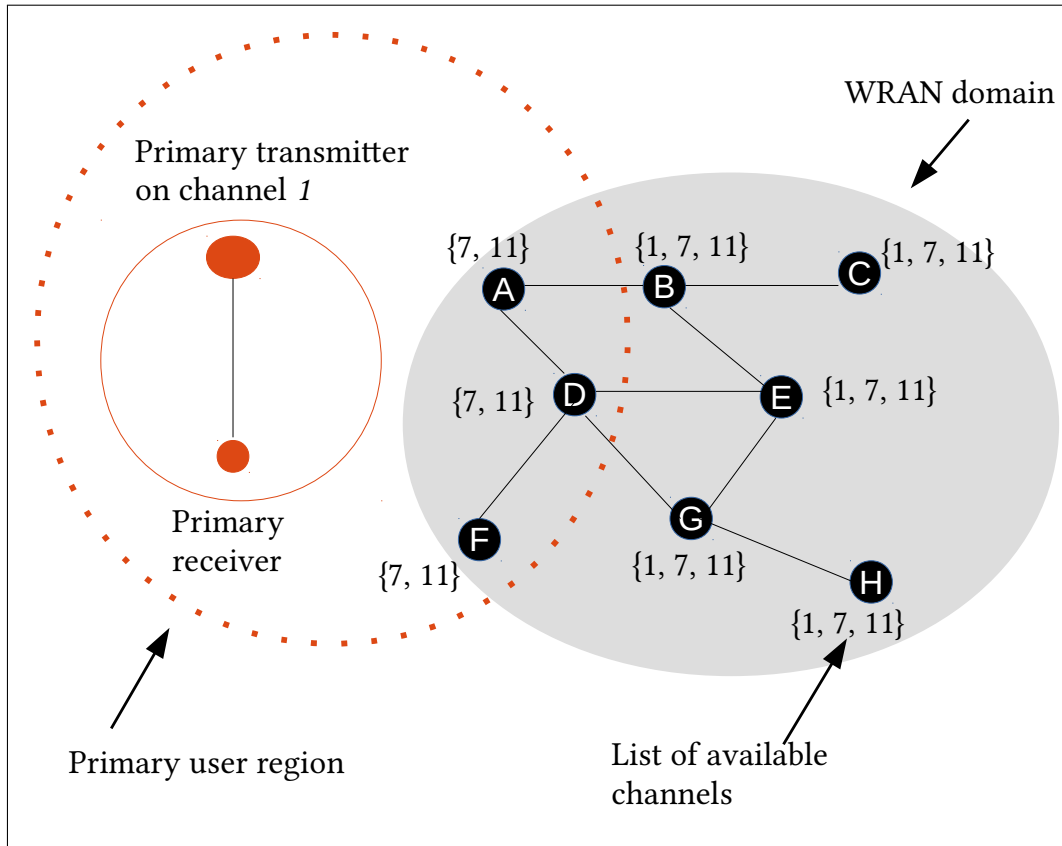 WRAN domain
Primary transmitter
on channel 1
{7, 11}
{1, 7, 11}
{1, 7, 11}
A
B
C
{7, 11}
D
E
{1, 7, 11}
Primary
receiver
F
G
{7, 11}
{1, 7, 11}
H
{1, 7, 11}
Primary user region
List of available
channels